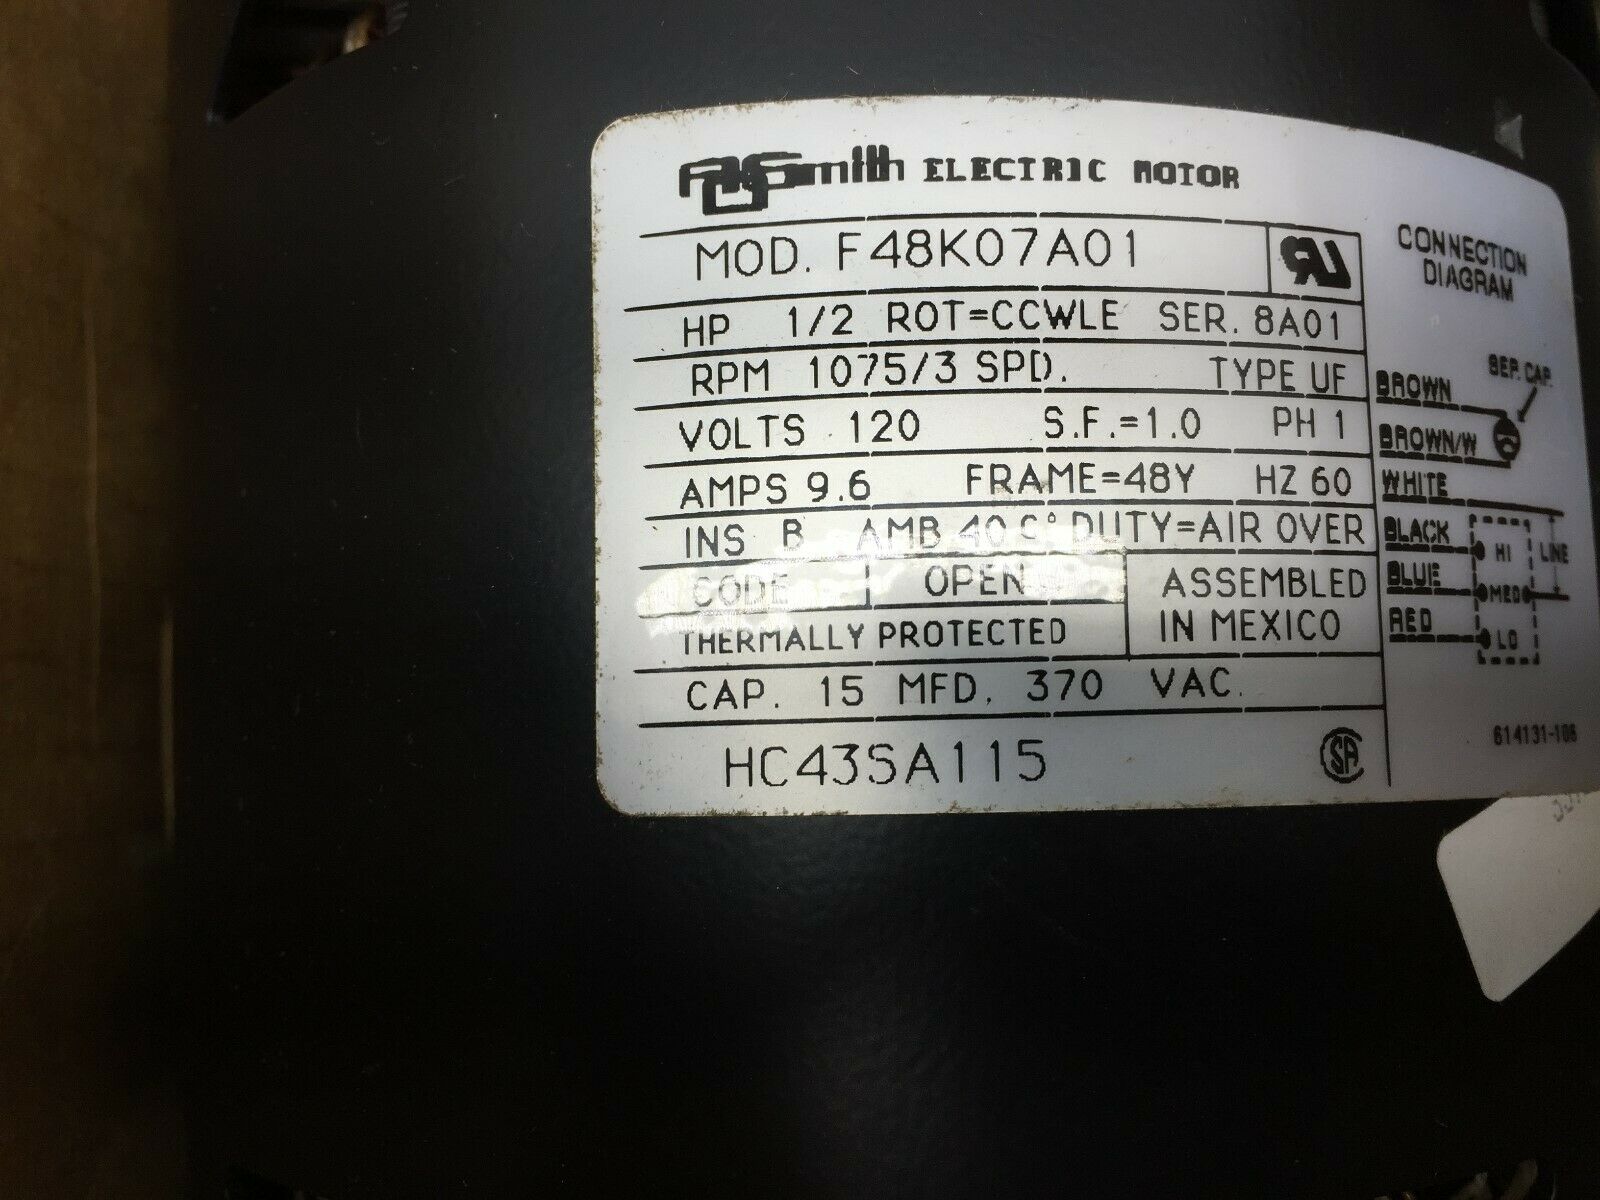 AOSmith ELECTRIC MOTOR
MOD. F48K07A01
HP 1/2 ROT=CCWLE SER. 8A01
RPM 1075/3 SPD. TYPE UF
VOLTS 120 S.F.=1.0 PH 1
AMPS 9.6 FRAME=48Y HZ 60
INS B AMB 40 C° DUTY=AIR OVER
CODE OPEN
THERMALLY PROTECTED
ASSEMBLED
IN MEXICO
CAP. 15 MFD. 370 VAC.
HC43SA115
SA
CONNECTION
DIAGRAM
SEP. CAP.
BROWN
BROWN/W
WHITE
BLACK HI LINE
BLUE MED
RED LO
614131-106